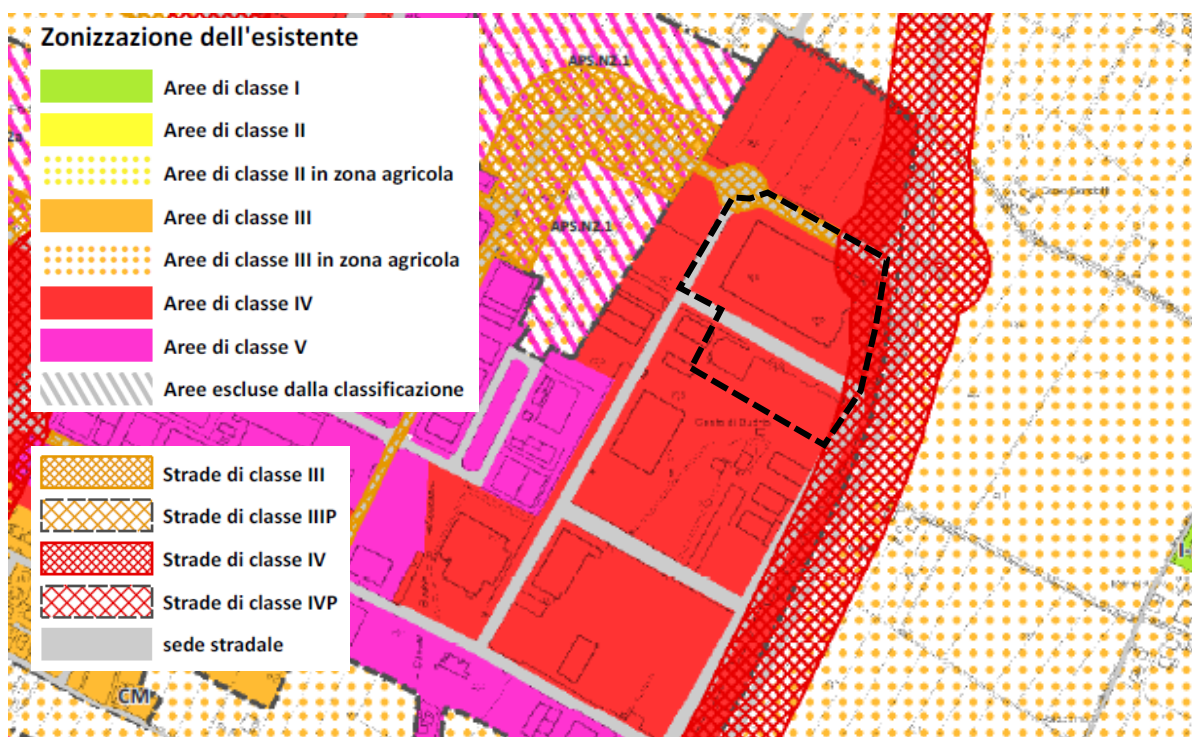 Zonizzazione dell'esistente
Aree di classe I
Aree di classe II
Aree di classe II in zona agricola
Aree di classe III
Aree di classe III in zona agricola
Aree di classe IV
Aree di classe V
Aree escluse dalla classificazione
Strade di classe III
Strade di classe IIIP
Strade di classe IV
Strade di classe IVP
sede stradale
APS.N2.1
APS.N2.1
CM